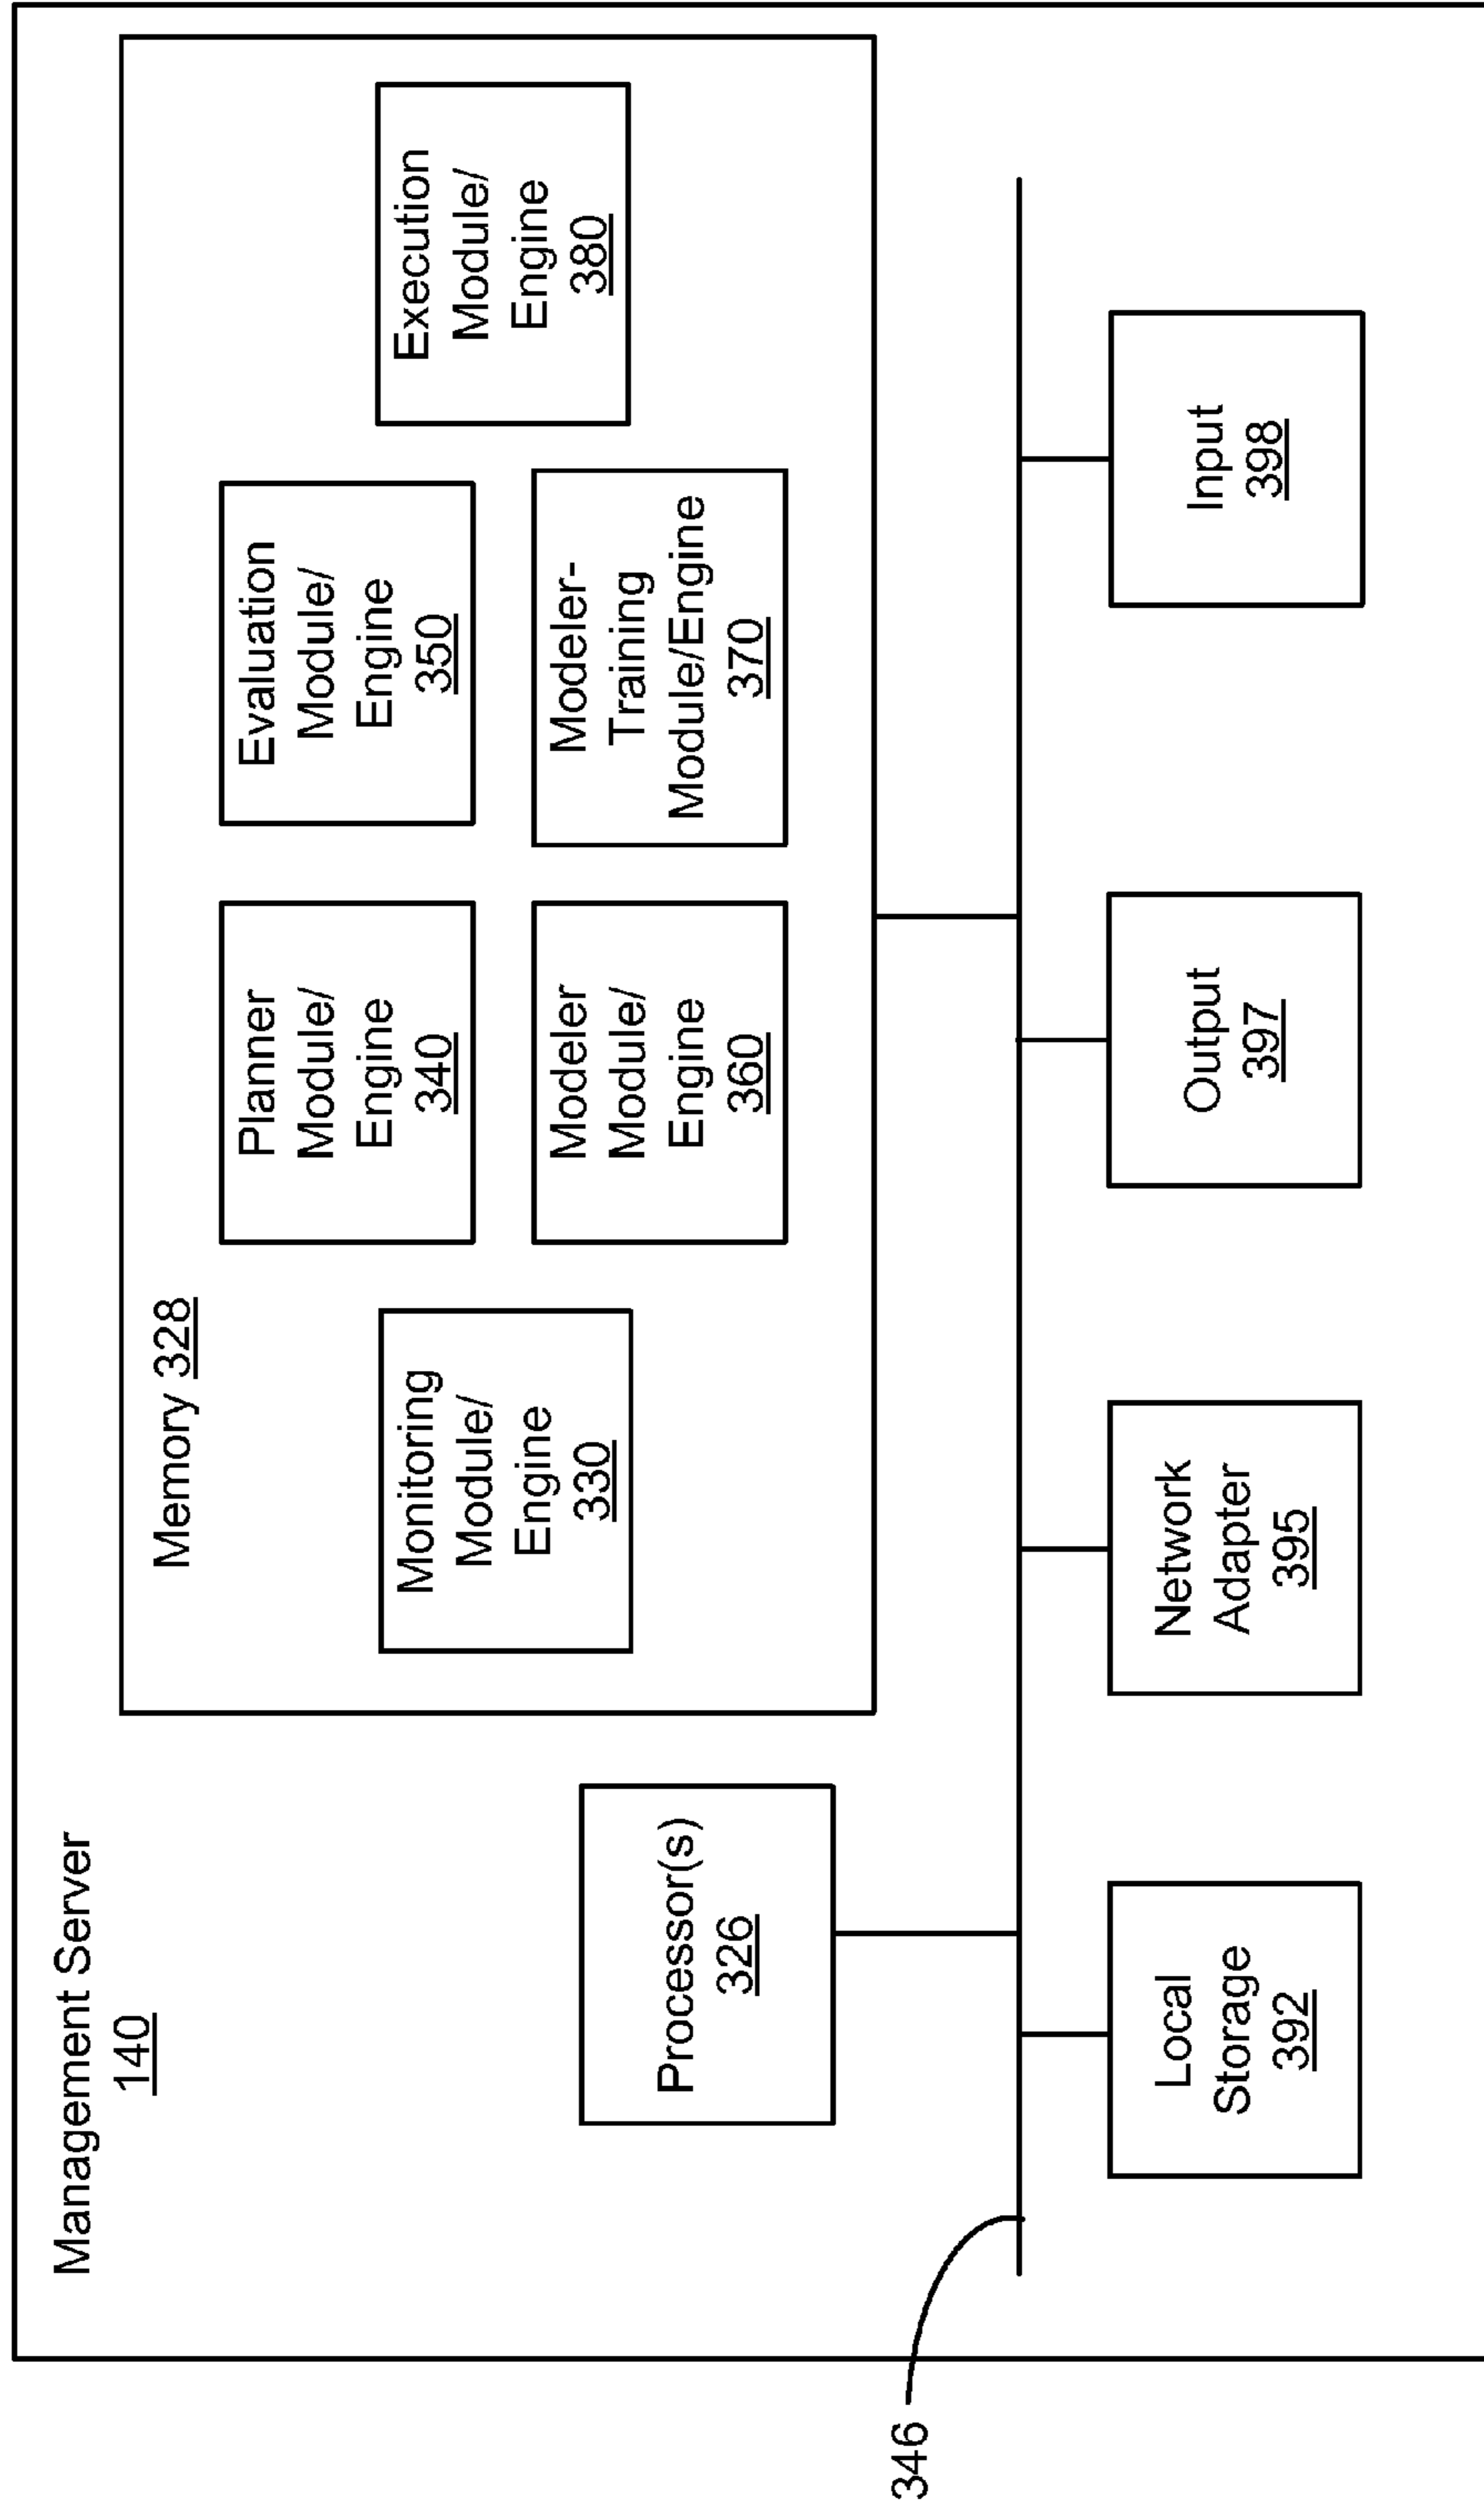 Management Server
140
Memory 328
Monitoring
Module/
Engine
330
Planner
Module/
Engine
340
Evaluation
Module/
Engine
350
Modeler
Module/
Engine
360
Modeler-
Training
Module/Engine
370
Execution
Module/
Engine
380
Processor(s)
326
346
Local
Storage
392
Network
Adapter
395
Output
397
Input
398